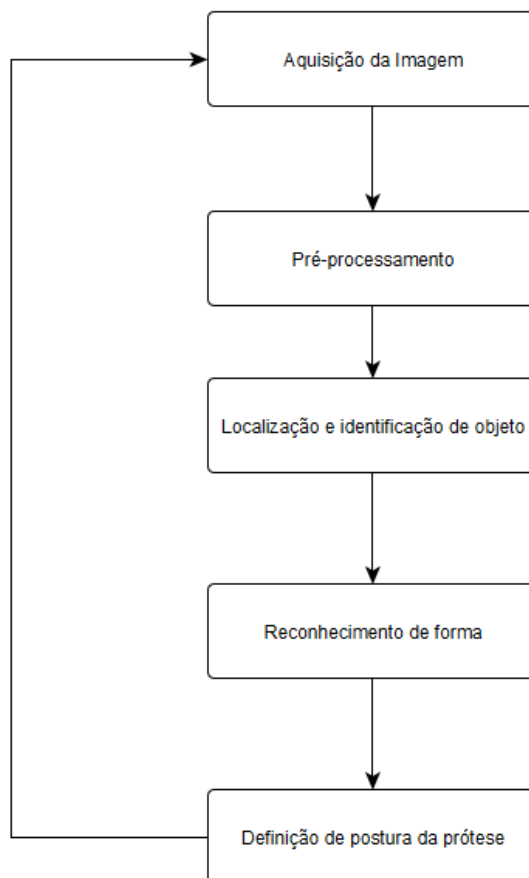 Aquisição da Imagem
Pré-processamento
Localização e identificação de objeto
Reconhecimento de forma
Definição de postura da prótese